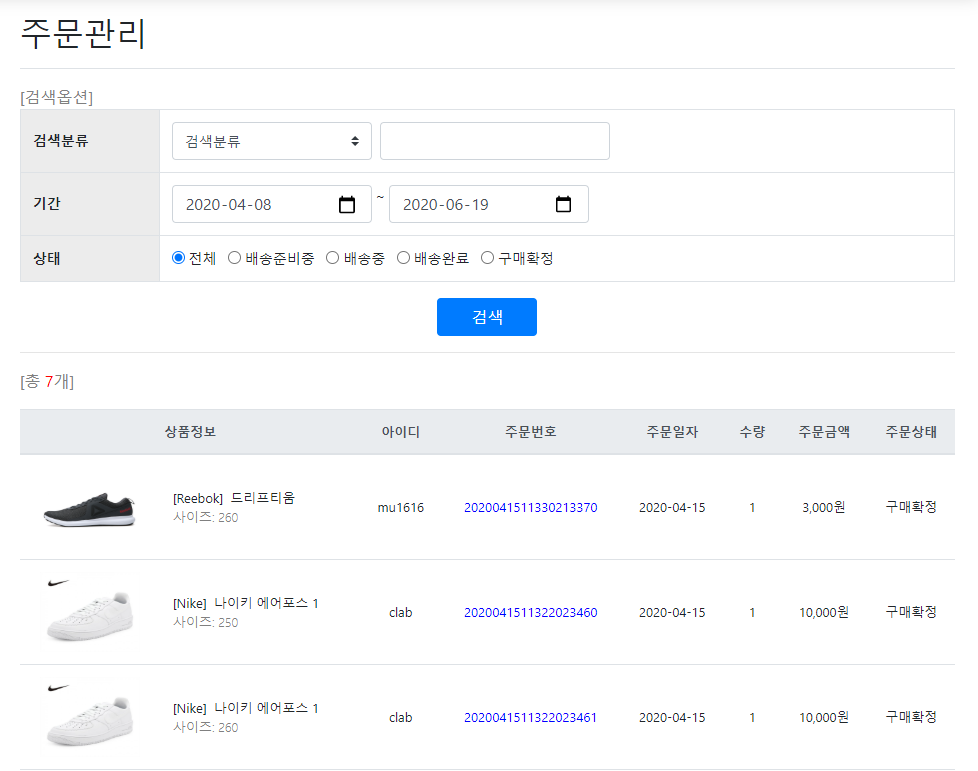 주문관리
[검색옵션]
검색분류 검색분류
기간 2020-04-08 ~ 2020-06-19
상태 전체 배송준비중 배송중 배송완료 구매확정
검색
[총 7개]
상품정보 아이디 주문번호 주문일자 수량 주문금액 주문상태
[Reebok] 드리프티움
사이즈: 260
mu1616 2020041511330213370 2020-04-15 1 3,000원 구매확정
[Nike] 나이키 에어포스 1
사이즈: 250
clab 2020041511322023460 2020-04-15 1 10,000원 구매확정
[Nike] 나이키 에어포스 1
사이즈: 260
clab 2020041511322023461 2020-04-15 1 10,000원 구매확정